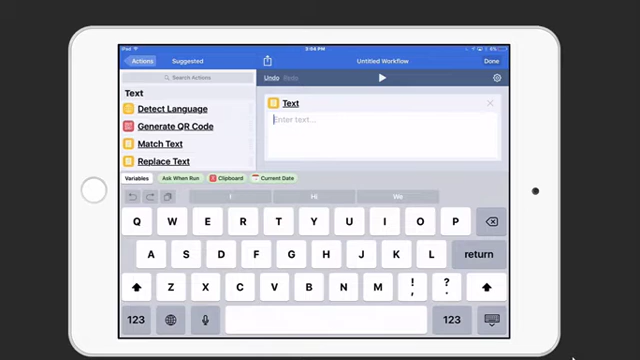 iPad 2:04 PM
Actions Suggested Untitled Workflow Done
Search Actions
Undo Redo
Text
Detect Language
Generate QR Code
Match Text
Replace Text
Text
Enter text...
Variables Ask When Run Clipboard Current Date
I Hi We
Q W E R T Y U I O P
A S D F G H J K L return
Z X C V B N M ! , ? .
123 123